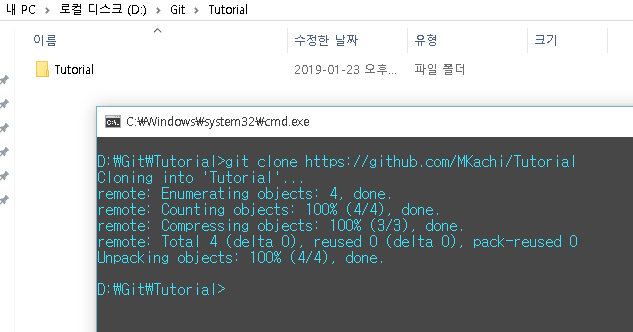 내 PC > 로컬 디스크 (D:) > Git > Tutorial
이름 수정한 날짜 유형 크기
Tutorial 2019-01-23 오후... 파일 폴더
C:\Windows\system32\cmd.exe
D:\Git\Tutorial>git clone https://github.com/MKachi/Tutorial
Cloning into 'Tutorial'...
remote: Enumerating objects: 4, done.
remote: Counting objects: 100% (4/4), done.
remote: Compressing objects: 100% (3/3), done.
remote: Total 4 (delta 0), reused 0 (delta 0), pack-reused 0
Unpacking objects: 100% (4/4), done.
D:\Git\Tutorial>